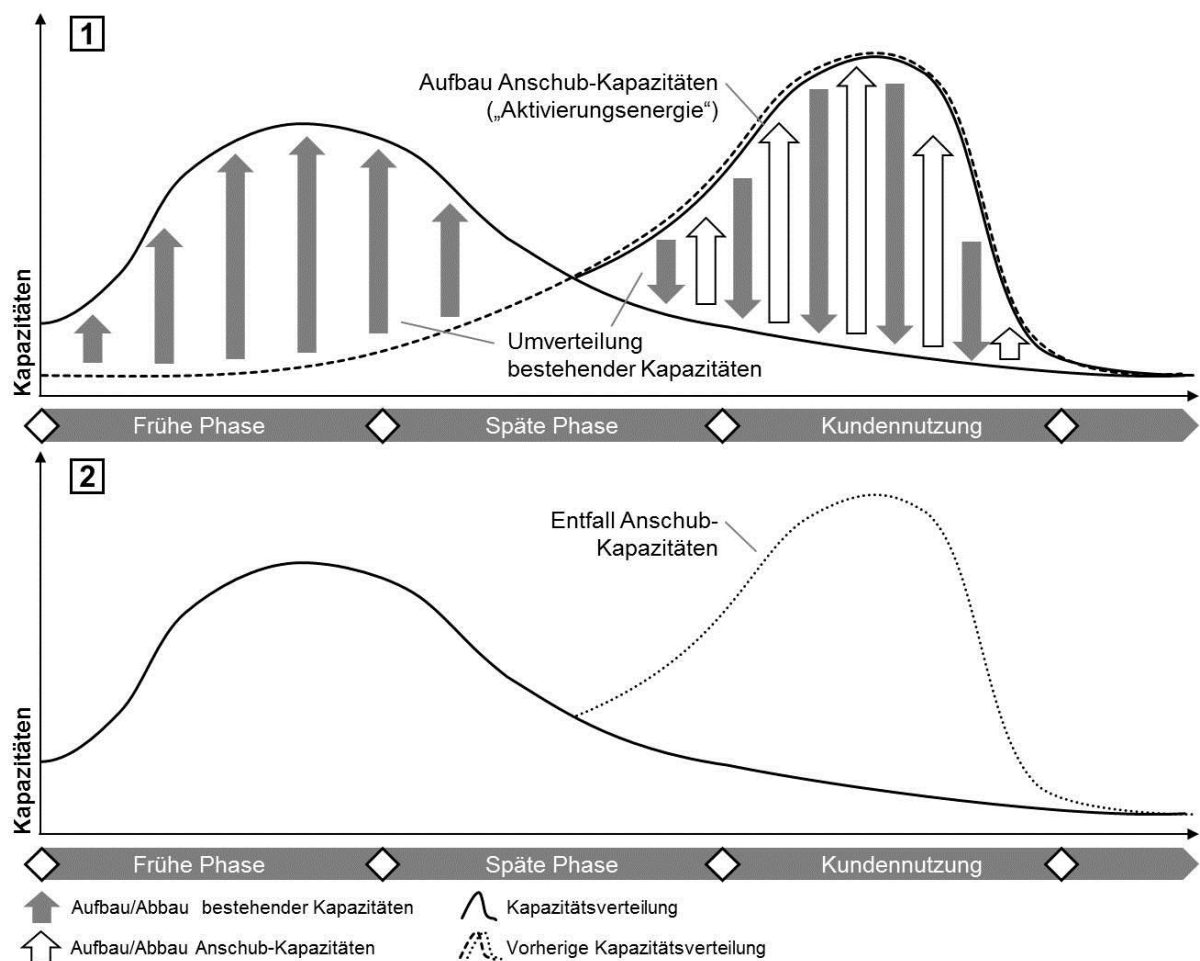 1
Aufbau Anschub-Kapazitäten
(„Aktivierungsenergie“)
Umverteilung
bestehender Kapazitäten
Kapazitäten
Frühe Phase
Späte Phase
Kundennutzung
2
Entfall Anschub-
Kapazitäten
Kapazitäten
Frühe Phase
Späte Phase
Kundennutzung
Aufbau/Abbau bestehender Kapazitäten
Kapazitätsverteilung
Aufbau/Abbau Anschub-Kapazitäten
Vorherige Kapazitätsverteilung